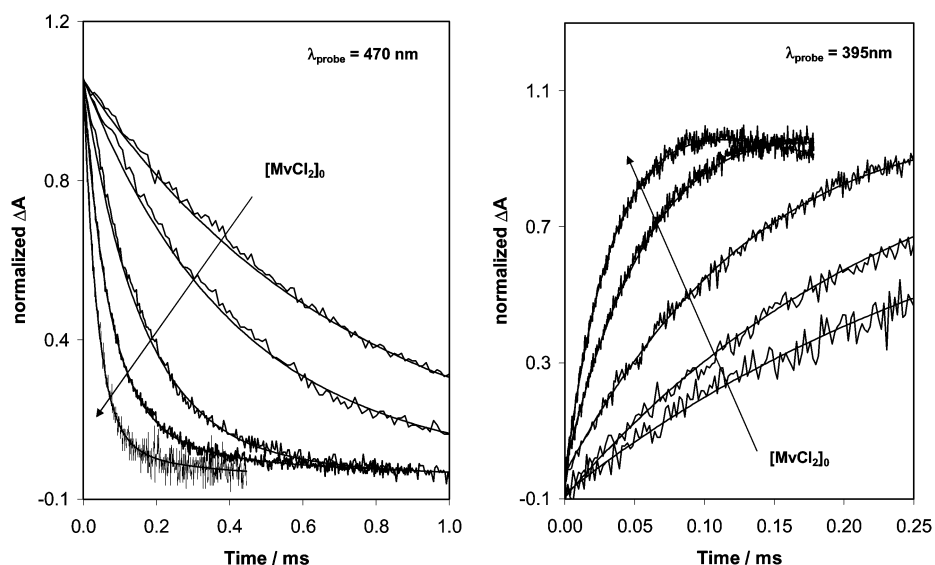 1.2
λprobe = 470 nm
[MvCl2]0
0.8
normalized ΔA
0.4
-0.1
0.0 0.2 0.4 0.6 0.8 1.0
Time / ms
λprobe = 395nm
1.1
normalized ΔA
0.7
0.3
[MvCl2]0
-0.1
0.00 0.05 0.10 0.15 0.20 0.25
Time / ms